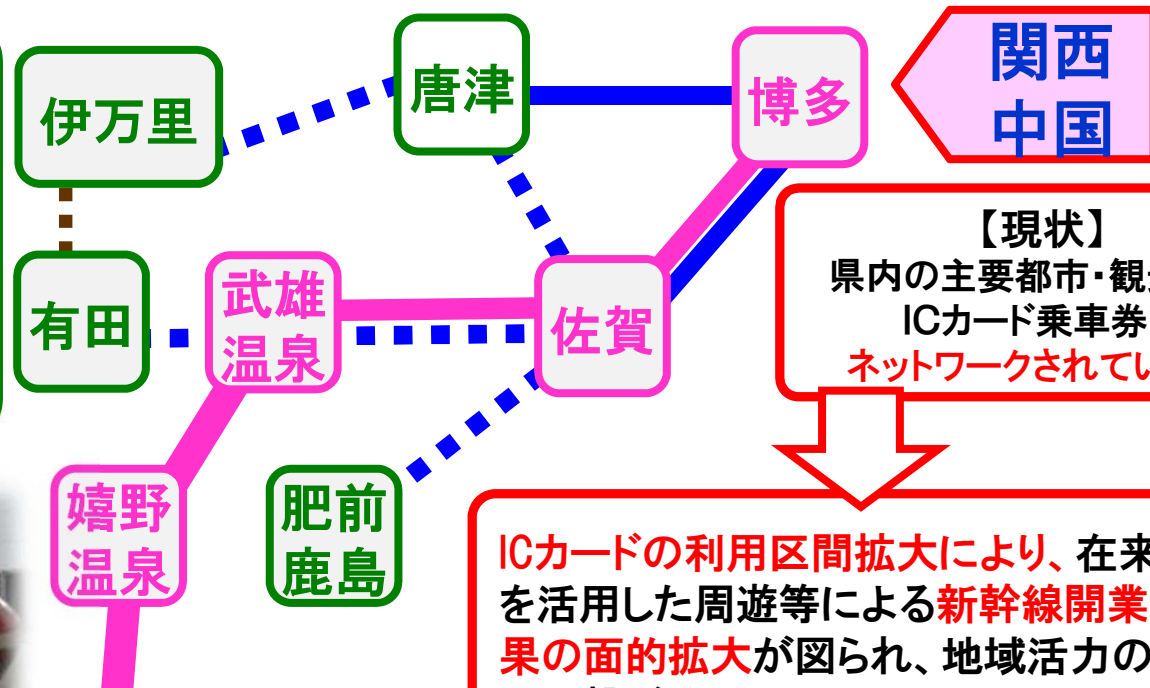 関西
中国
伊万里
唐津
博多
有田
武雄
温泉
佐賀
嬉野
温泉
肥前
鹿島
【現状】
県内の主要都市・観
ICカード乗車券
ネットワークされてい
ICカードの利用区間拡大により、在来
を活用した周遊等による新幹線開業
果の面的拡大が図られ、地域活力の